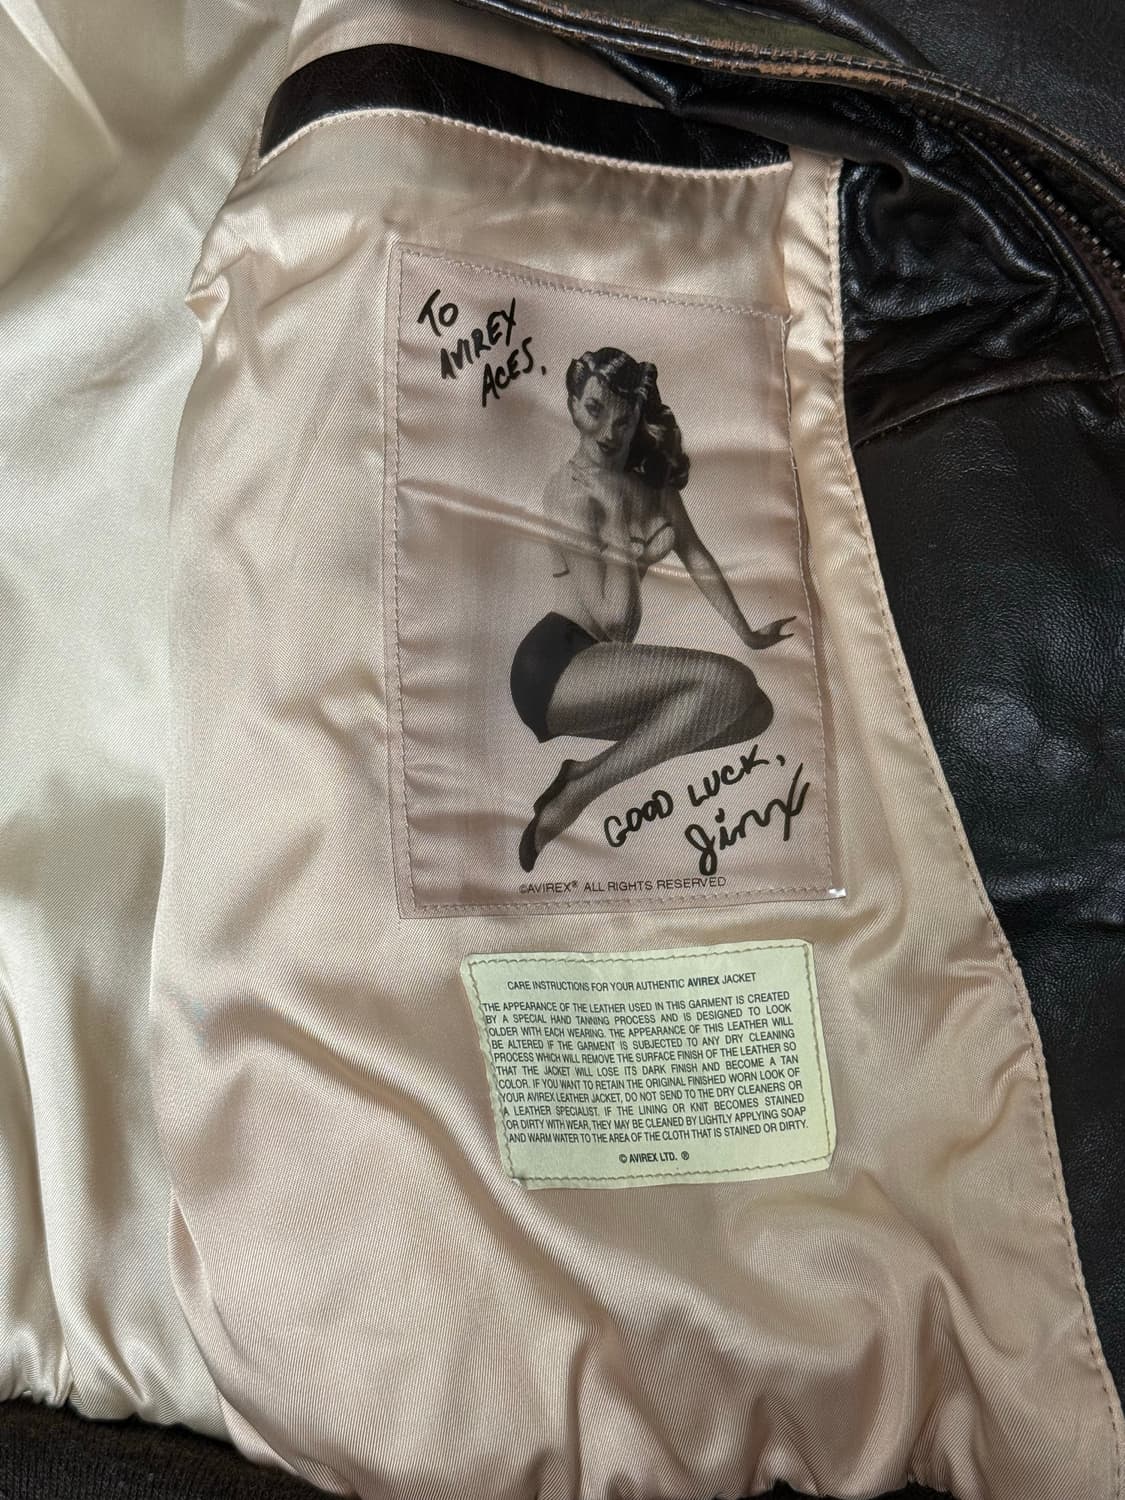 TO
AVIREX
ACES,
GOOD LUCK,
Jinx
©AVIREX® ALL RIGHTS RESERVED
CARE INSTRUCTIONS FOR YOUR AUTHENTIC AVIREX JACKET
THE APPEARANCE OF THE LEATHER USED IN THIS GARMENT IS CREATED
BY A SPECIAL HAND TANNING PROCESS AND IS DESIGNED TO LOOK
OLDER WITH EACH WEARING. THE APPEARANCE OF THIS LEATHER WILL
BE ALTERED IF THE GARMENT IS SUBJECTED TO ANY DRY CLEANING
PROCESS WHICH WILL REMOVE THE SURFACE FINISH OF THE LEATHER SO
THAT THE JACKET WILL LOSE ITS DARK FINISH AND BECOME A TAN
COLOR. IF YOU WANT TO RETAIN THE ORIGINAL FINISHED WORN LOOK OF
YOUR AVIREX LEATHER JACKET, DO NOT SEND TO THE DRY CLEANERS OR
A LEATHER SPECIALIST. IF THE LINING OR KNIT BECOMES STAINED
OR DIRTY WITH WEAR, THEY MAY BE CLEANED BY LIGHTLY APPLYING SOAP
AND WARM WATER TO THE AREA OF THE CLOTH THAT IS STAINED OR DIRTY.
© AVIREX LTD. ®